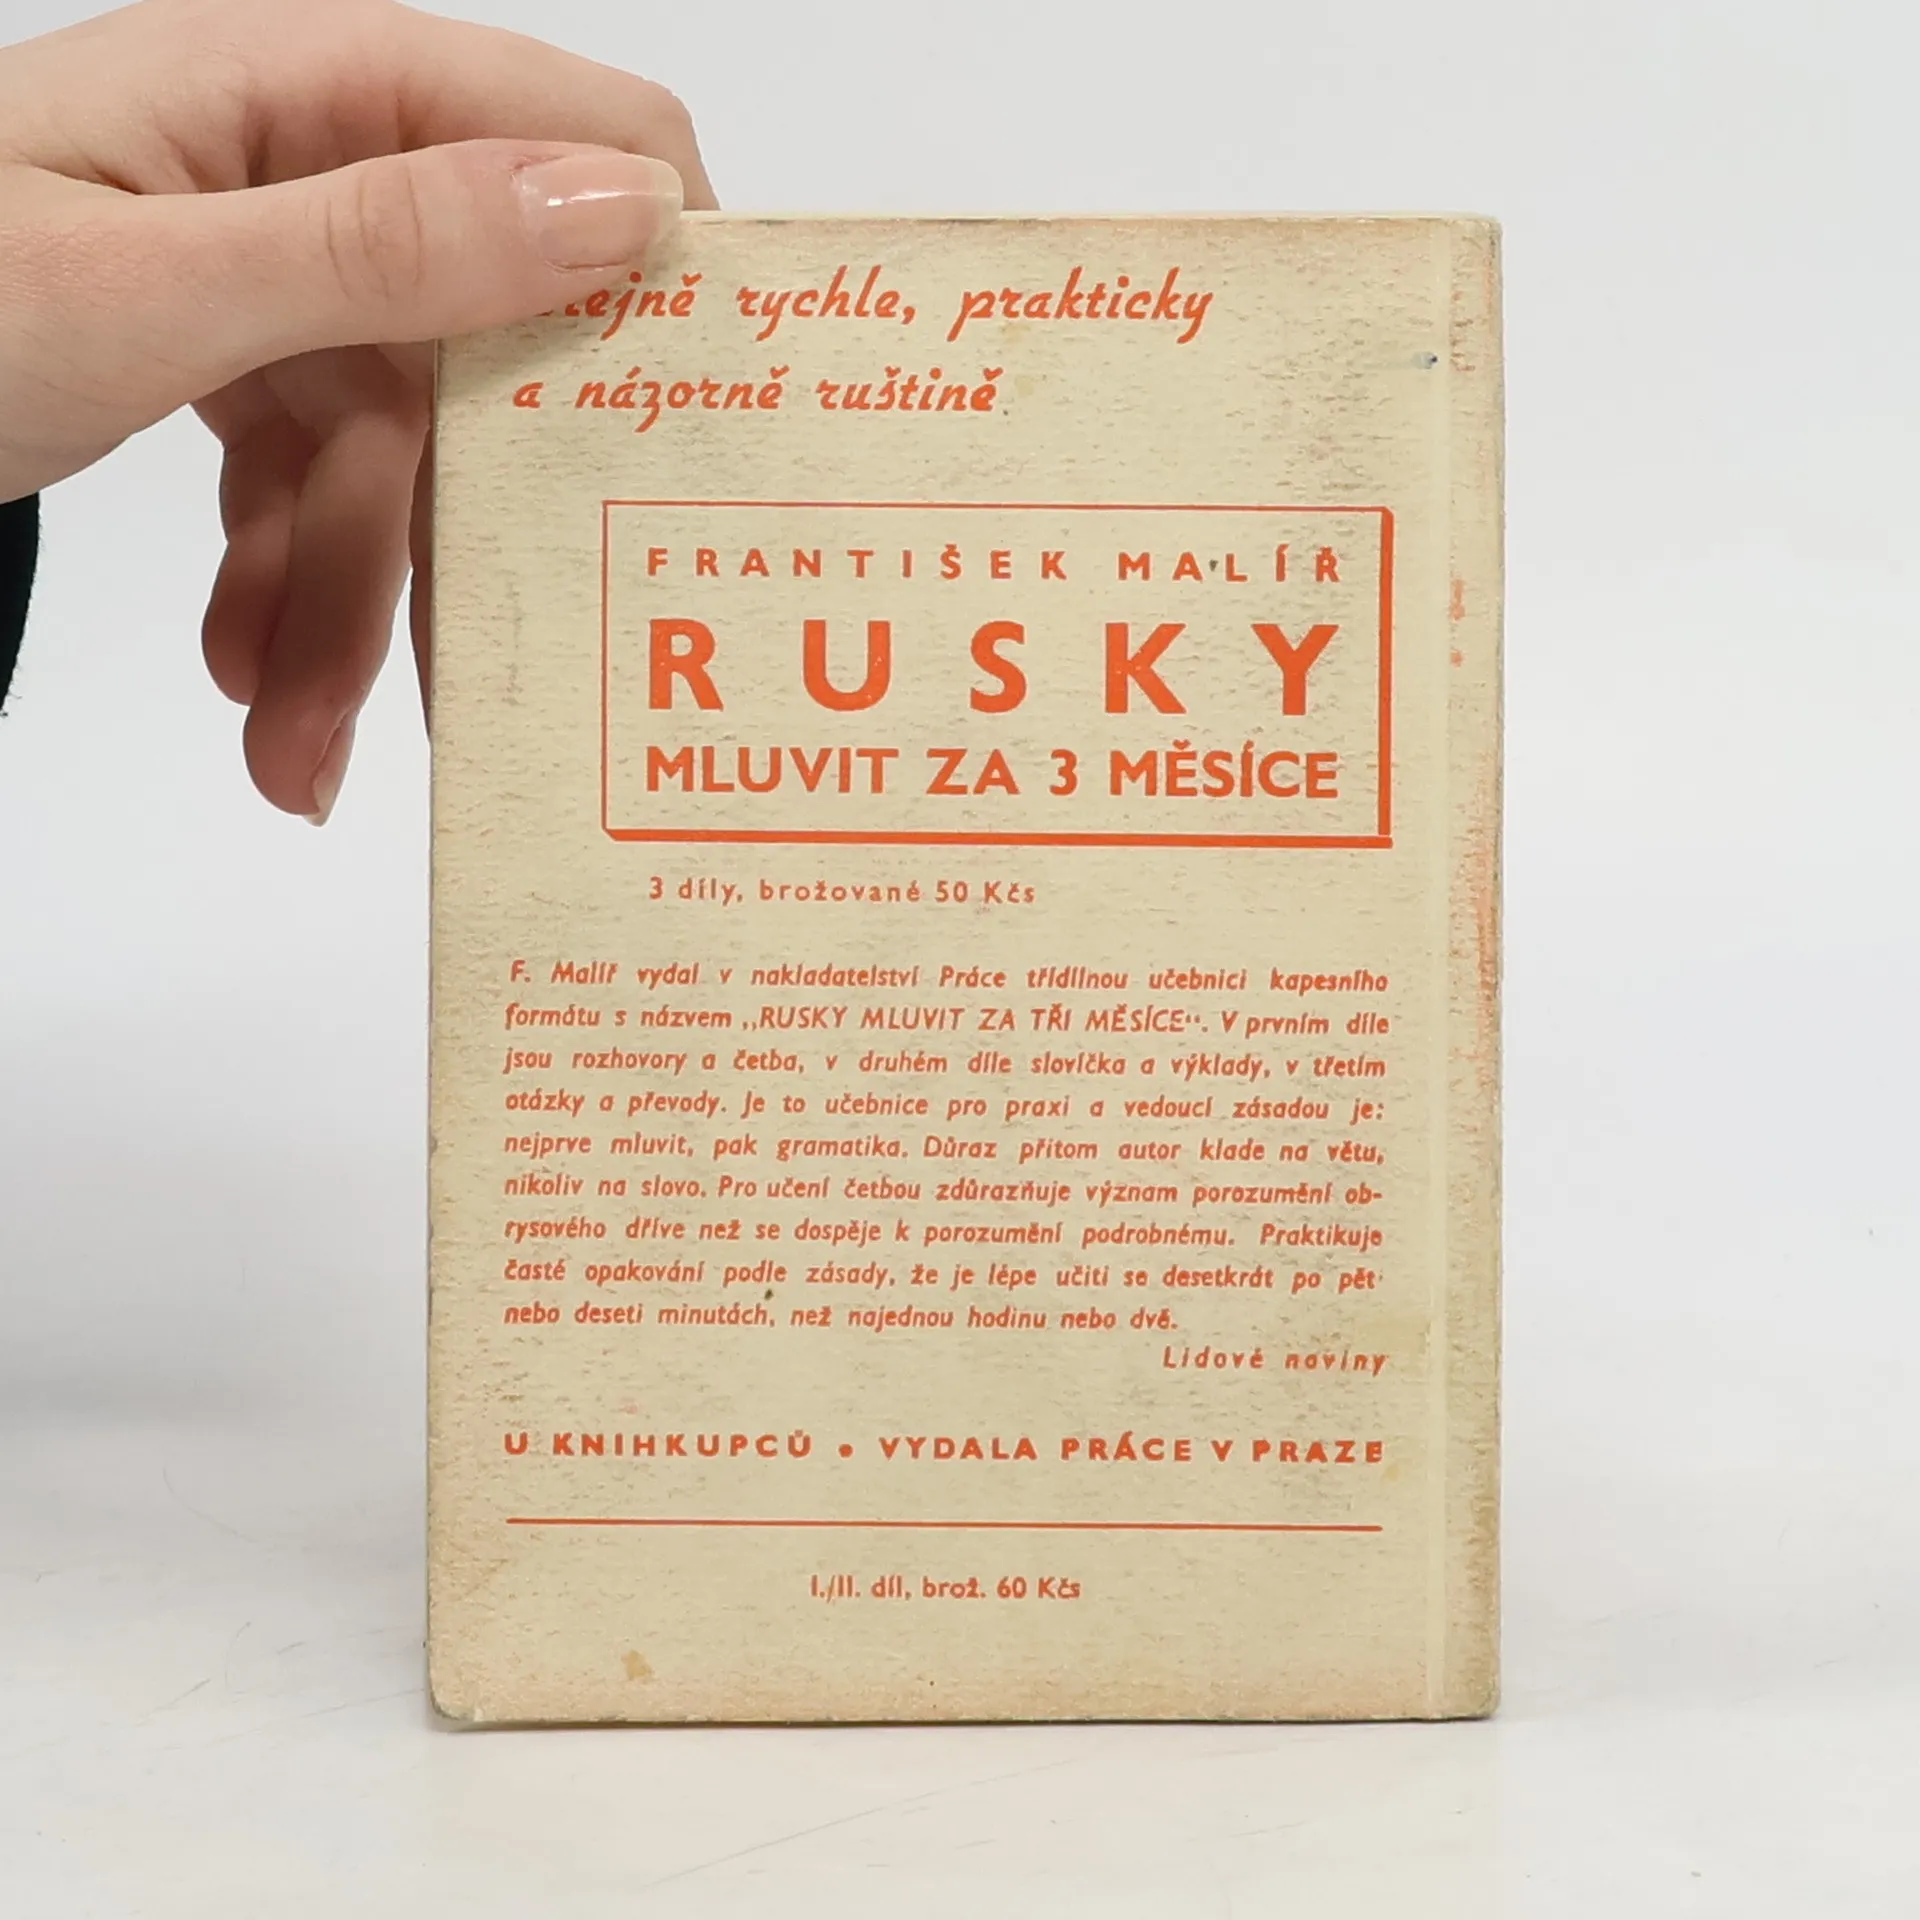 rychle, prakticky
a názorně ruštině
FRANTIŠEK MALÍŘ
RUSKY
MLUVIT ZA 3 MĚSÍCE
3 díly, brožované 50 Kčs
F. Malíř vydal v nakladatelství Práce třídílnou učebnici kapesního
formátu s názvem „RUSKY MLUVIT ZA TŘI MĚSÍCE“. V prvním díle
jsou rozhovory a četba, v druhém díle slovíčka a výklady, v třetím
otázky a převody. Je to učebnice pro praxi a vedoucí zásadou je:
nejprve mluvit, pak gramatika. Důraz přitom autor klade na větu,
nikoliv na slovo. Pro učení četbou zdůrazňuje význam porozumění ob-
rysového dříve než se dospěje k porozumění podrobnému. Praktikuje
časté opakování podle zásady, že je lépe učiti se desetkrát po pět
nebo deseti minutách, než najednou hodinu nebo dvě.
Lidové noviny
U KNIHKUPCŮ • VYDALA PRÁCE V PRAZE
I./II. díl, brož. 60 Kčs